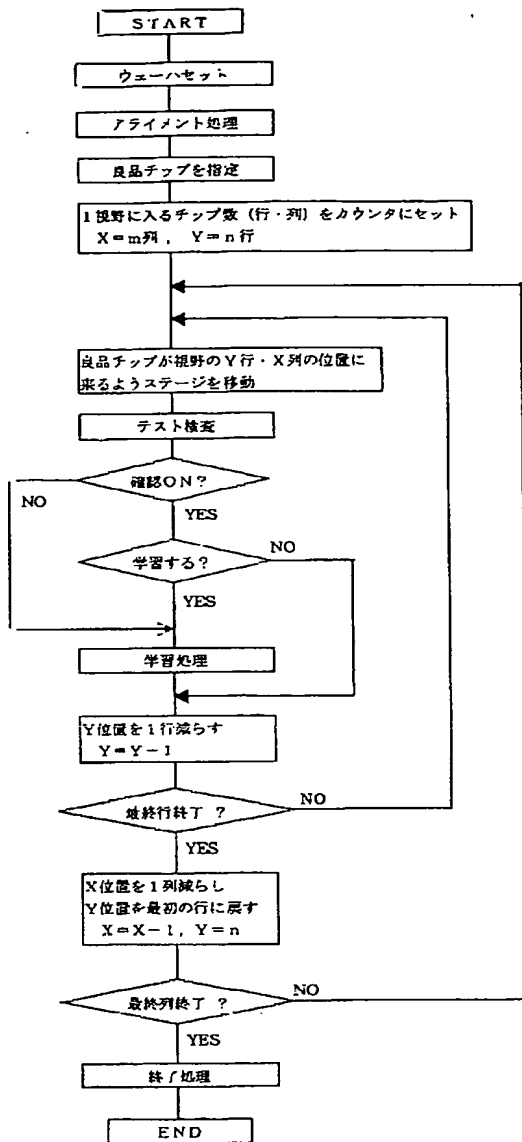 START
ウェーハセット
アライメント処理
良品チップを指定
1視野に入るチップ数（行・列）をカウンタにセット
X＝m列， Y＝n行
良品チップが視野のY行・X列の位置に
来るようステージを移動
テスト検査
確認ON？
NO
YES
学習する？
NO
YES
学習処理
Y位置を1行減らす
Y＝Y－1
最終行終了？
NO
YES
X位置を1列減らし
Y位置を最初の行に戻す
X＝X－1，Y＝n
最終列終了？
NO
YES
終了処理
END